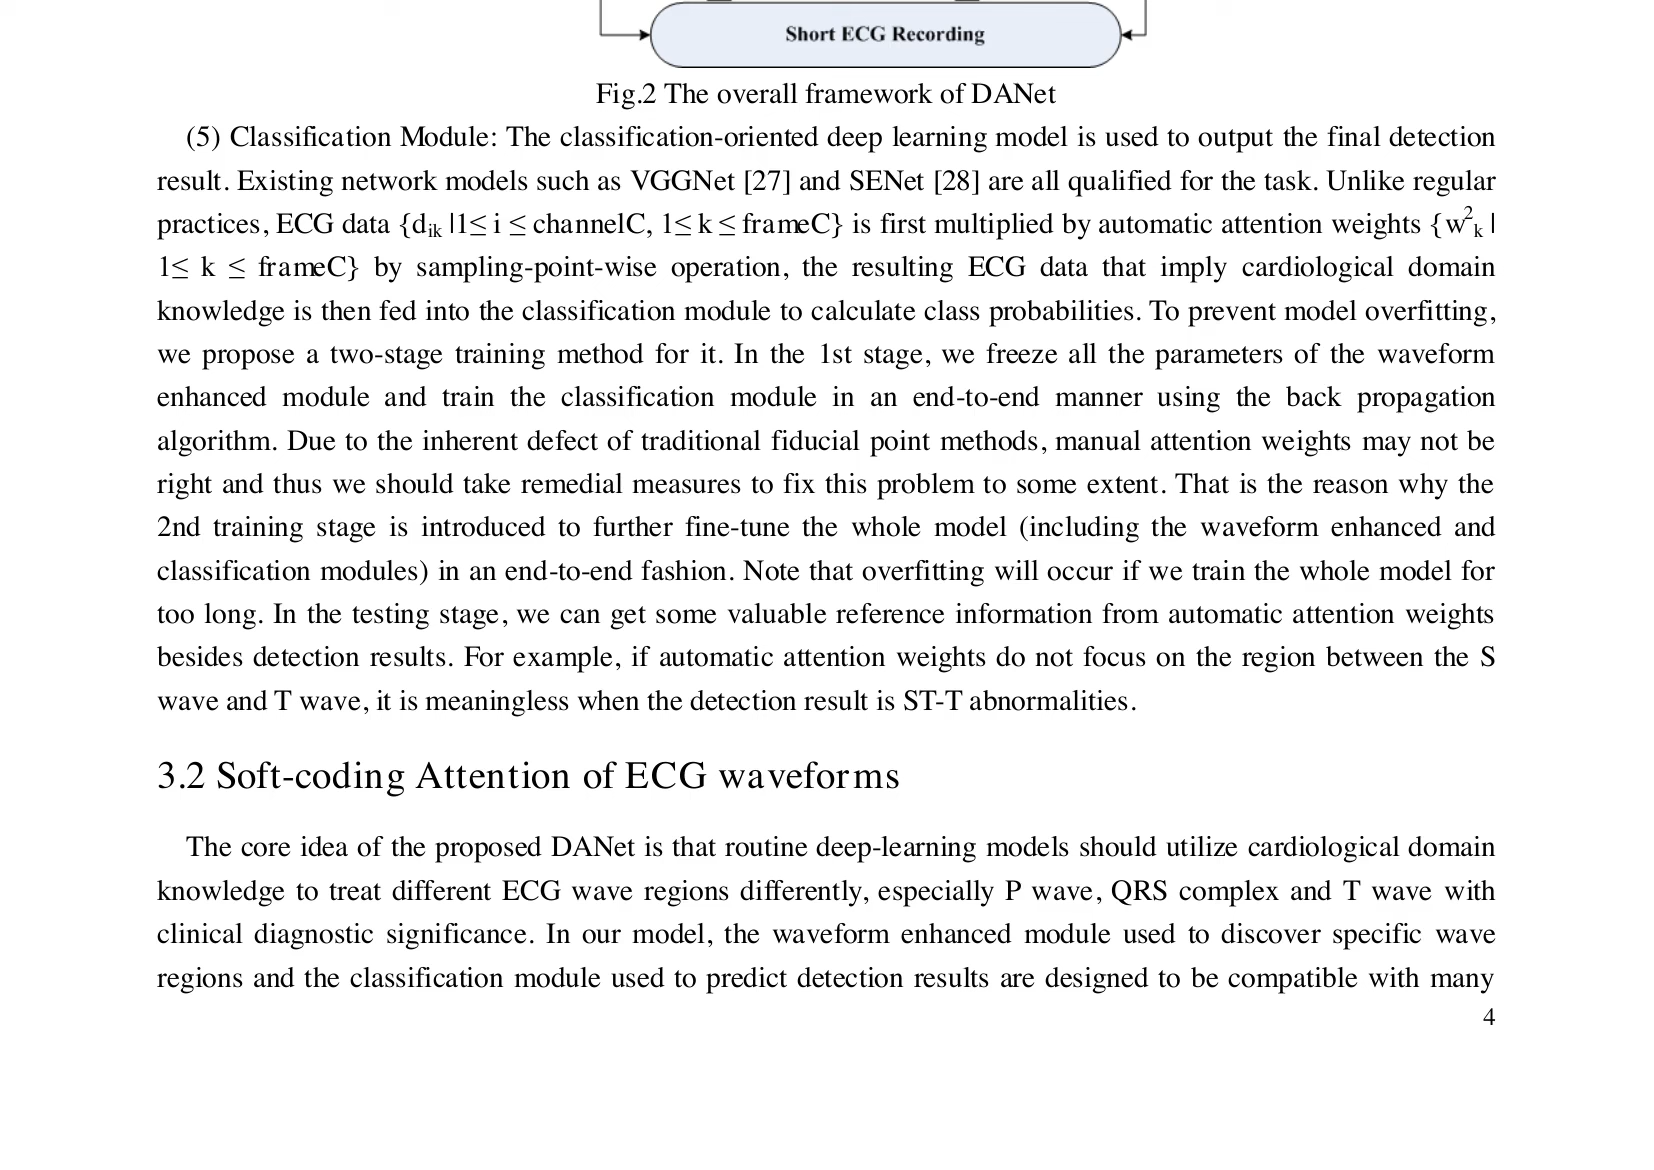 Short ECG Recording
Fig.2 The overall framework of DANet
(5) Classification Module: The classification-oriented deep learning model is used to output the final detection
result. Existing network models such as VGGNet [27] and SENet [28] are all qualified for the task. Unlike regular
practices, ECG data {dik |1≤ i ≤ channelC, 1≤ k ≤ frameC} is first multiplied by automatic attention weights {w²k |
1≤ k ≤ frameC} by sampling-point-wise operation, the resulting ECG data that imply cardiological domain
knowledge is then fed into the classification module to calculate class probabilities. To prevent model overfitting,
we propose a two-stage training method for it. In the 1st stage, we freeze all the parameters of the waveform
enhanced module and train the classification module in an end-to-end manner using the back propagation
algorithm. Due to the inherent defect of traditional fiducial point methods, manual attention weights may not be
right and thus we should take remedial measures to fix this problem to some extent. That is the reason why the
2nd training stage is introduced to further fine-tune the whole model (including the waveform enhanced and
classification modules) in an end-to-end fashion. Note that overfitting will occur if we train the whole model for
too long. In the testing stage, we can get some valuable reference information from automatic attention weights
besides detection results. For example, if automatic attention weights do not focus on the region between the S
wave and T wave, it is meaningless when the detection result is ST-T abnormalities.
3.2 Soft-coding Attention of ECG waveforms
The core idea of the proposed DANet is that routine deep-learning models should utilize cardiological domain
knowledge to treat different ECG wave regions differently, especially P wave, QRS complex and T wave with
clinical diagnostic significance. In our model, the waveform enhanced module used to discover specific wave
regions and the classification module used to predict detection results are designed to be compatible with many
4